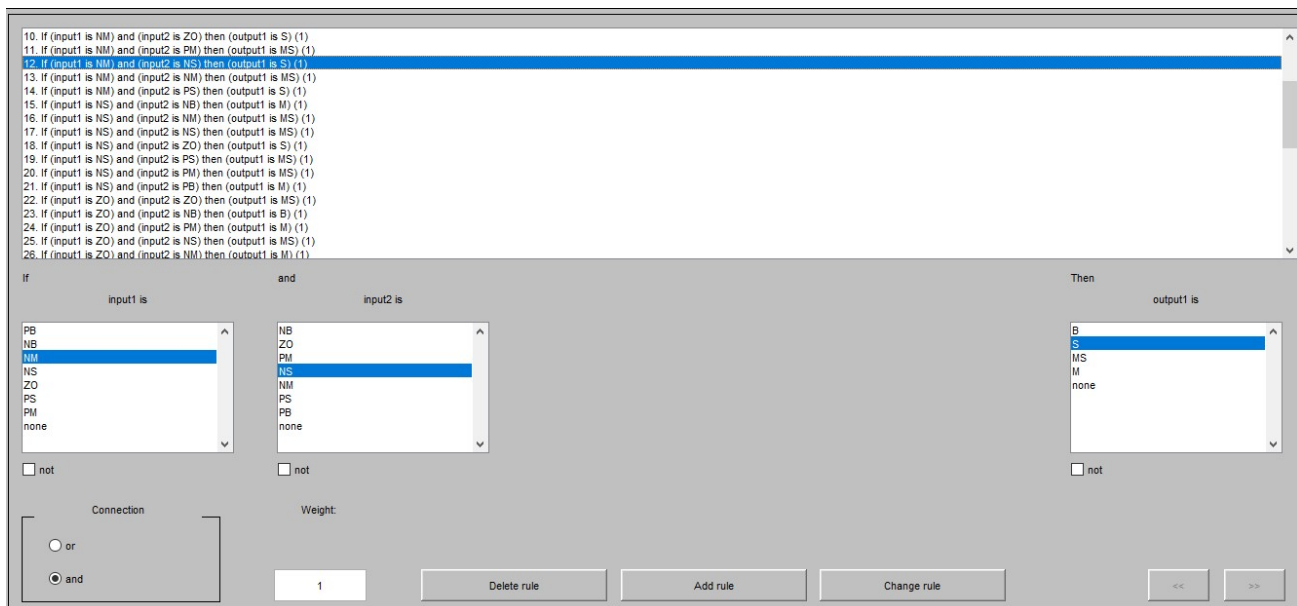 10. If (input1 is NM) and (input2 is ZO) then (output1 is S) (1)
11. If (input1 is NM) and (input2 is PM) then (output1 is MS) (1)
12. If (input1 is NM) and (input2 is NS) then (output1 is S) (1)
13. If (input1 is NM) and (input2 is NM) then (output1 is MS) (1)
14. If (input1 is NM) and (input2 is PS) then (output1 is S) (1)
15. If (input1 is NS) and (input2 is NB) then (output1 is M) (1)
16. If (input1 is NS) and (input2 is NM) then (output1 is MS) (1)
17. If (input1 is NS) and (input2 is NS) then (output1 is MS) (1)
18. If (input1 is NS) and (input2 is ZO) then (output1 is S) (1)
19. If (input1 is NS) and (input2 is PS) then (output1 is MS) (1)
20. If (input1 is NS) and (input2 is PM) then (output1 is MS) (1)
21. If (input1 is NS) and (input2 is PB) then (output1 is M) (1)
22. If (input1 is ZO) and (input2 is ZO) then (output1 is MS) (1)
23. If (input1 is ZO) and (input2 is NB) then (output1 is B) (1)
24. If (input1 is ZO) and (input2 is PM) then (output1 is M) (1)
25. If (input1 is ZO) and (input2 is NS) then (output1 is MS) (1)
26. If (input1 is ZO) and (input2 is NM) then (output1 is M) (1)
If
input1 is
PB
NB
NM
NS
ZO
PS
PM
none
not
and
input2 is
NB
ZO
PM
NS
NM
PS
PB
none
not
Then
output1 is
B
S
MS
M
none
not
Connection
or
and
Weight:
1
Delete rule
Add rule
Change rule
<<
>>